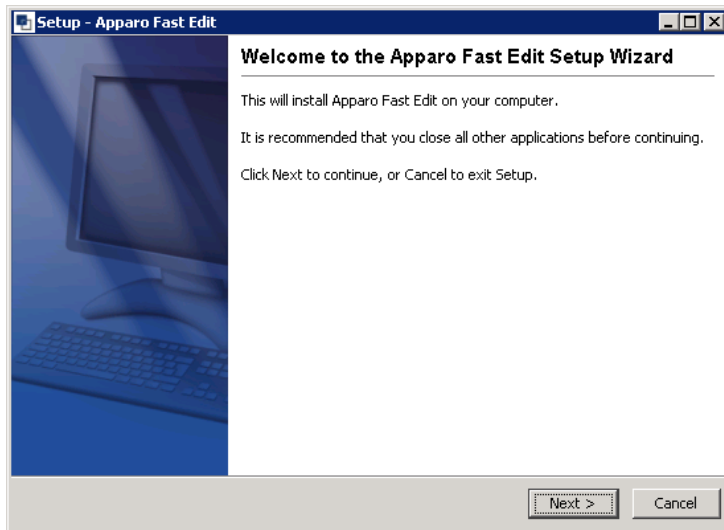 Setup - Apparo Fast Edit
Welcome to the Apparo Fast Edit Setup Wizard
This will install Apparo Fast Edit on your computer.
It is recommended that you close all other applications before continuing.
Click Next to continue, or Cancel to exit Setup.
Next >
Cancel